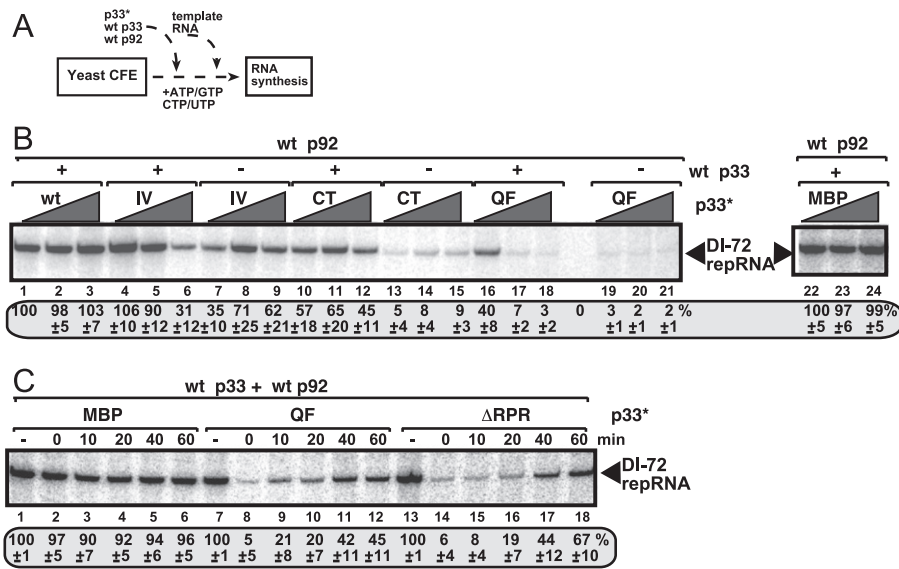 A
p33*
wt p33
wt p92
template
RNA
Yeast CFE
RNA
synthesis
+ATP/GTP
CTP/UTP
B
wt p92
wt p92
+ + - + - + - wt p33 +
wt IV IV CT CT QF QF p33* MBP
DI-72
repRNA
1 2 3 4 5 6 7 8 9 10 11 12 13 14 15 16 17 18 19 20 21 22 23 24
100 98 103 106 90 31 35 71 62 57 65 45 5 8 9 40 7 3 0 3 2 2 % 100 97 99%
±5 ±7 ±10 ±12 ±12 ±10 ±25 ±21 ±18 ±20 ±11 ±4 ±4 ±3 ±8 ±2 ±2 ±1 ±1 ±1 ±5 ±6 ±5
C
wt p33 + wt p92
MBP QF ΔRPR p33*
- 0 10 20 40 60 - 0 10 20 40 60 - 0 10 20 40 60 min
DI-72
repRNA
1 2 3 4 5 6 7 8 9 10 11 12 13 14 15 16 17 18
100 97 90 92 94 96 100 5 21 20 42 45 100 6 8 19 44 67 %
±1 ±5 ±7 ±5 ±6 ±5 ±1 ±5 ±8 ±7 ±11 ±11 ±1 ±4 ±4 ±7 ±12 ±10